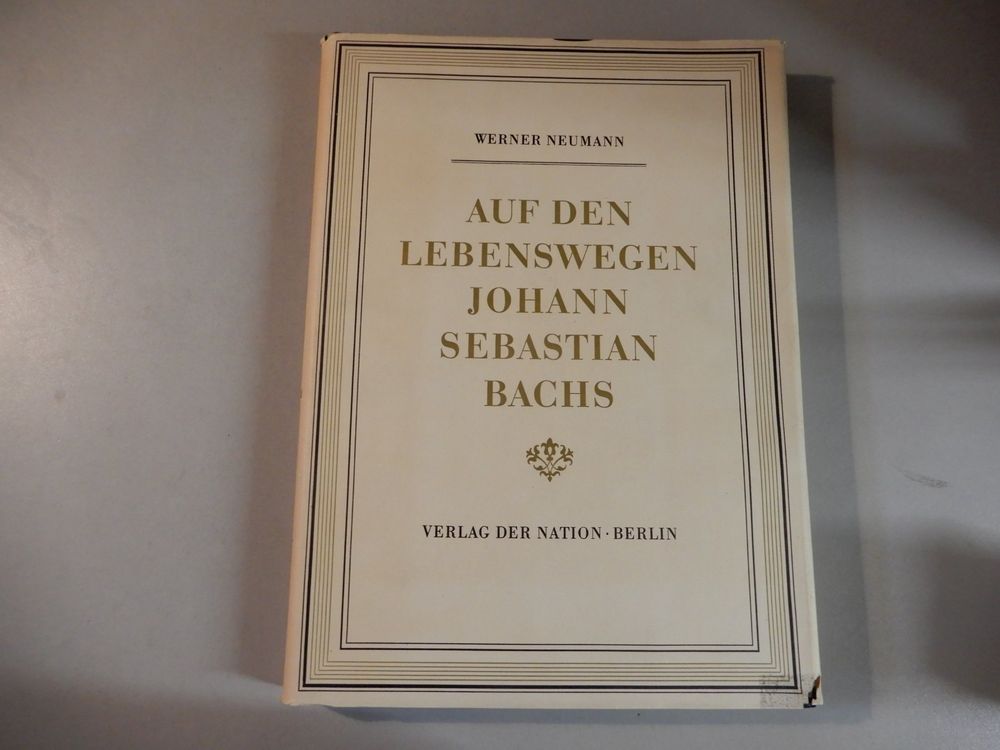 WERNER NEUMANN
AUF DEN
LEBENSWEGEN
JOHANN
SEBASTIAN
BACHS
VERLAG DER NATION · BERLIN